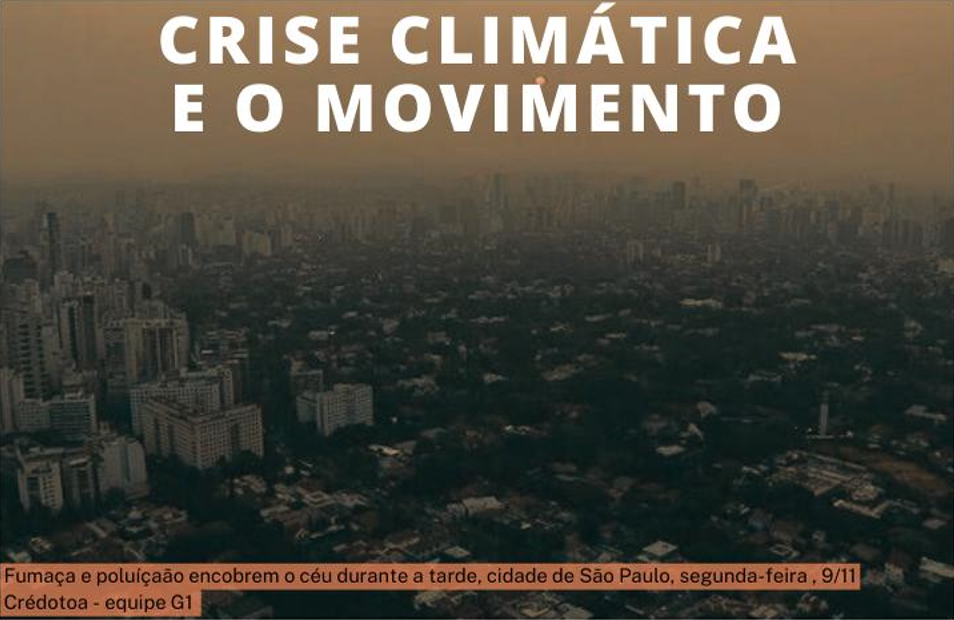 CRISE CLIMÁTICA
E O MOVIMENTO
Fumaça e poluíçaão encobrem o céu durante a tarde, cidade de São Paulo, segunda-feira , 9/11
Crédotoa - equipe G1